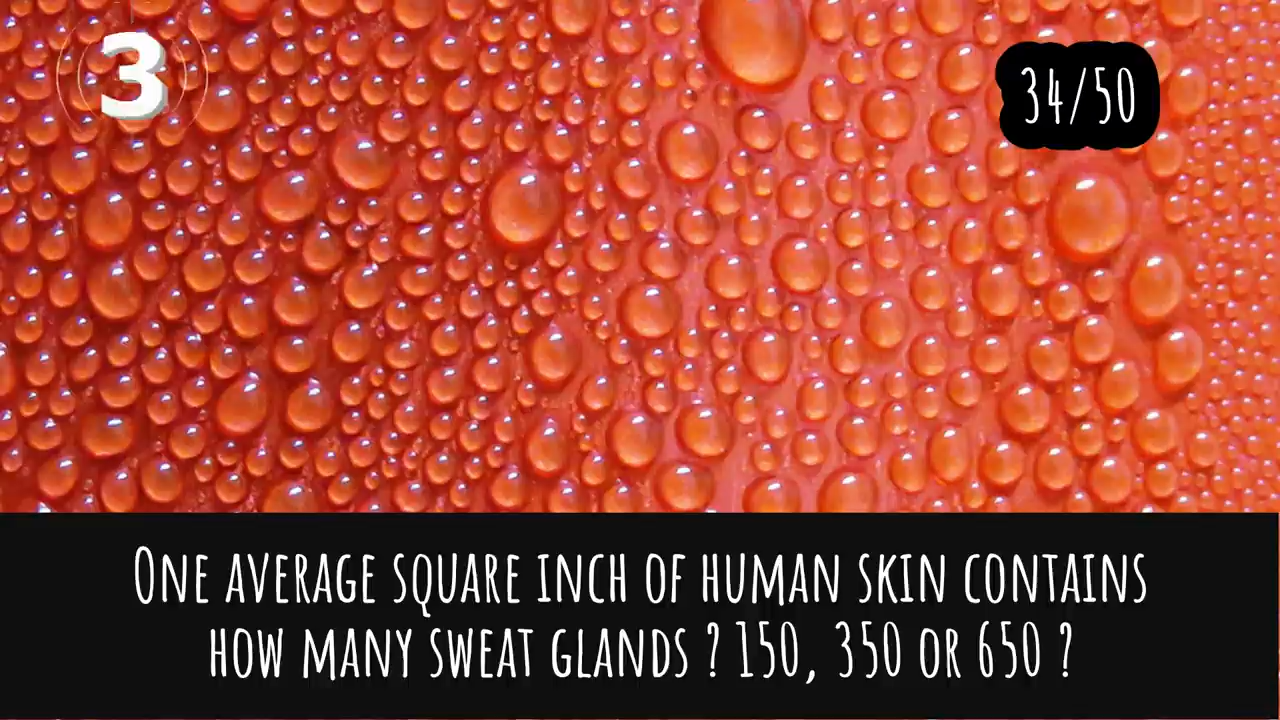 3
34/50
One average square inch of human skin contains
how many sweat glands ? 150, 350 or 650 ?